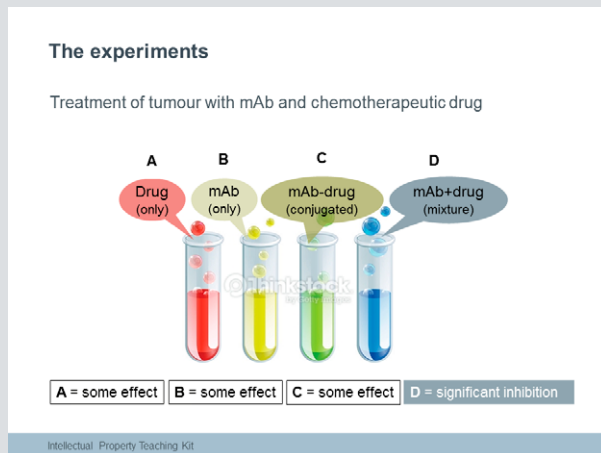 The experiments
Treatment of tumour with mAb and chemotherapeutic drug
A
B
C
D
Drug
(only)
mAb
(only)
mAb-drug
(conjugated)
mAb+drug
(mixture)
Thinkstock
A = some effect
B = some effect
C = some effect
D = significant inhibition
Intellectual Property Teaching Kit